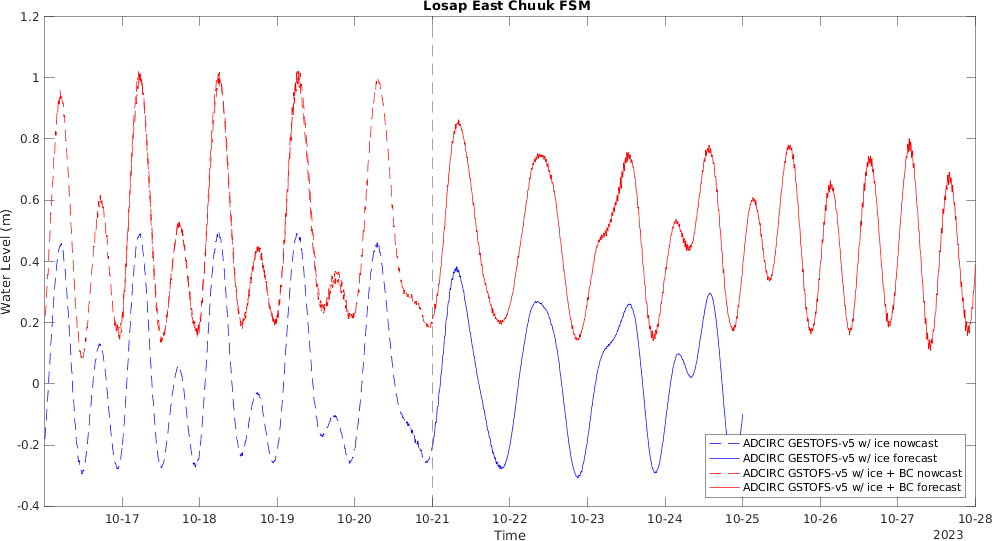 Losap East Chuuk FSM
1.2
1
0.8
0.6
0.4
0.2
0
-0.2
-0.4
Water Level (m)
ADCIRC GESTOFS-v5 w/ ice nowcast
ADCIRC GESTOFS-v5 w/ ice forecast
ADCIRC GSTOFS-v5 w/ ice + BC nowcast
ADCIRC GSTOFS-v5 w/ ice + BC forecast
10-17 10-18 10-19 10-20 10-21 10-22 10-23 10-24 10-25 10-26 10-27 10-28
Time
2023